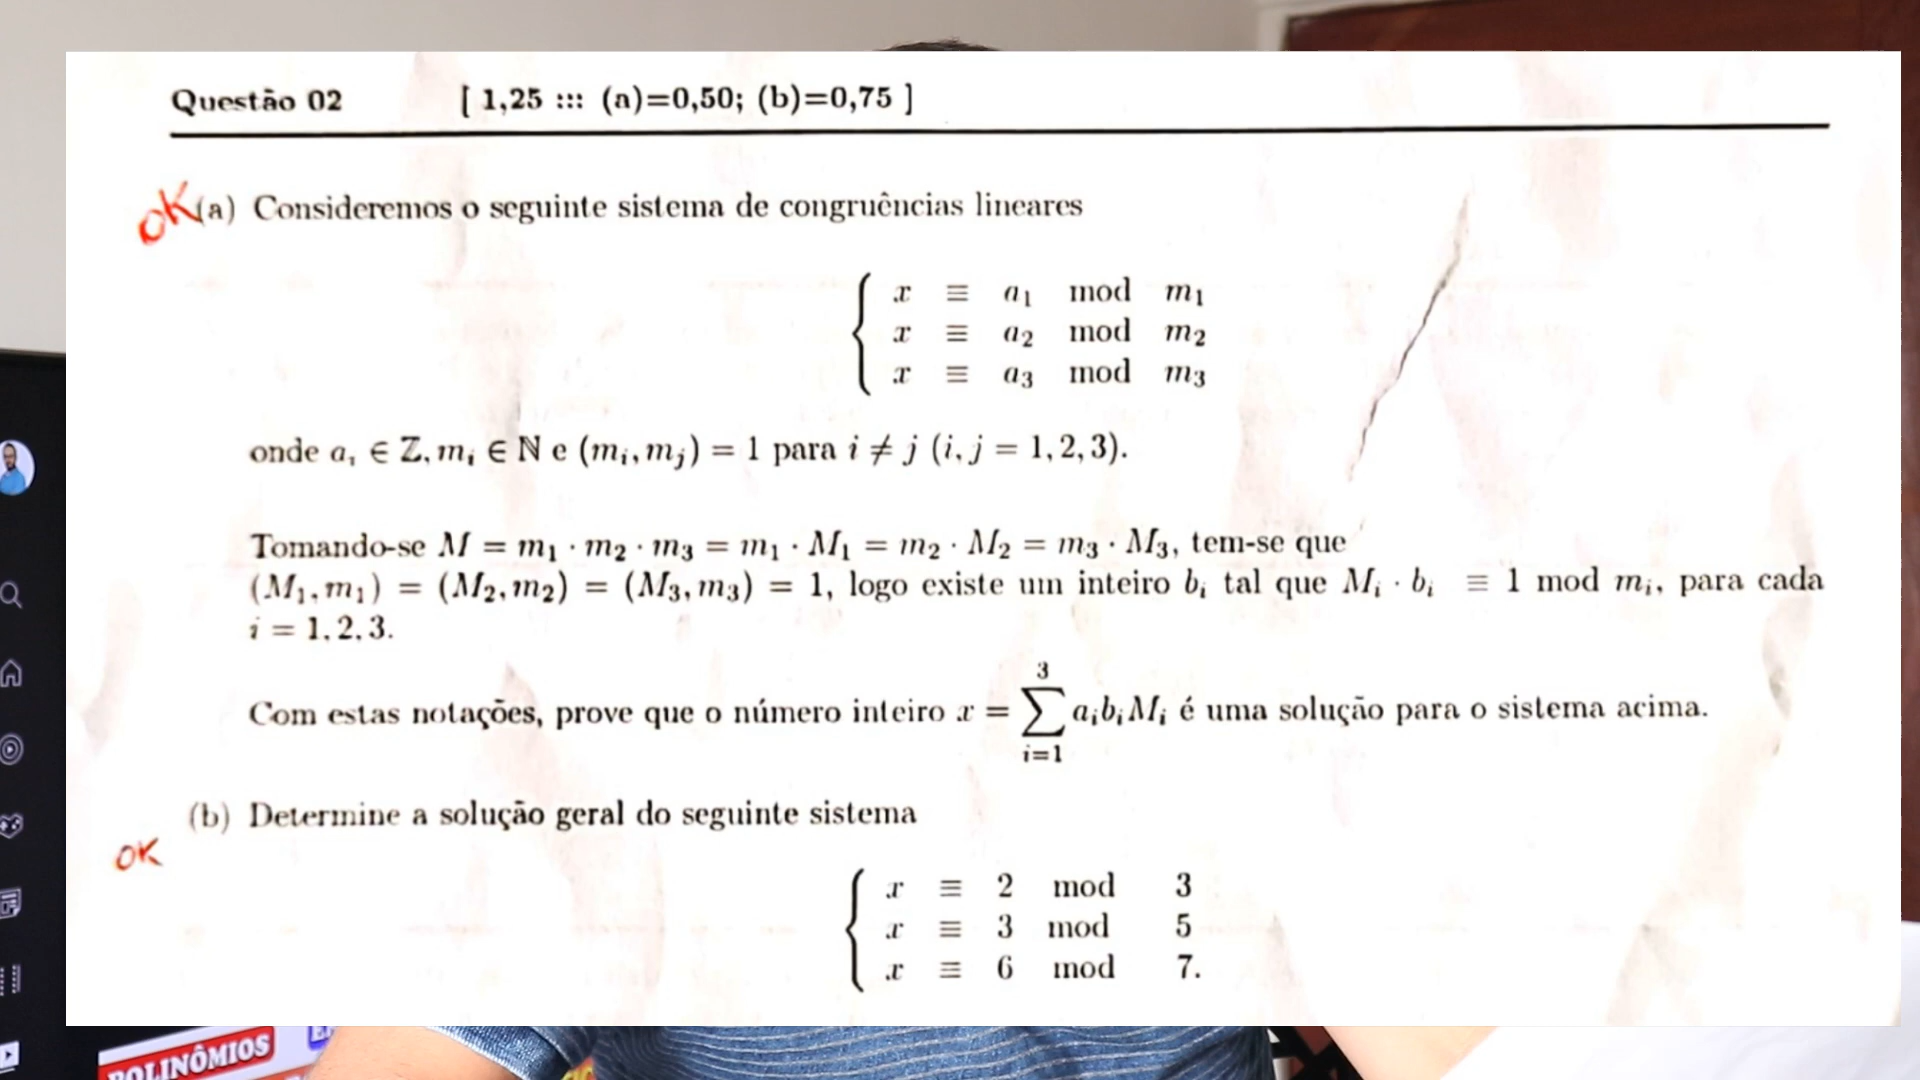 Questão 02 [ 1,25 ::: (a)=0,50; (b)=0,75 ]
OK (a) Consideremos o seguinte sistema de congruências lineares
x ≡ a₁ mod m₁
x ≡ a₂ mod m₂
x ≡ a₃ mod m₃
onde aᵢ ∈ ℤ, mᵢ ∈ ℕ e (mᵢ, mⱼ) = 1 para i ≠ j (i, j = 1, 2, 3).
Tomando-se M = m₁ · m₂ · m₃ = m₁ · M₁ = m₂ · M₂ = m₃ · M₃, tem-se que
(M₁, m₁) = (M₂, m₂) = (M₃, m₃) = 1, logo existe um inteiro bᵢ tal que Mᵢ · bᵢ ≡ 1 mod mᵢ, para cada
i = 1, 2, 3.
Com estas notações, prove que o número inteiro x = ∑³ᵢ₌₁ aᵢbᵢMᵢ é uma solução para o sistema acima.
(b) Determine a solução geral do seguinte sistema
OK
x ≡ 2 mod 3
x ≡ 3 mod 5
x ≡ 6 mod 7.
POLINÔMIOS